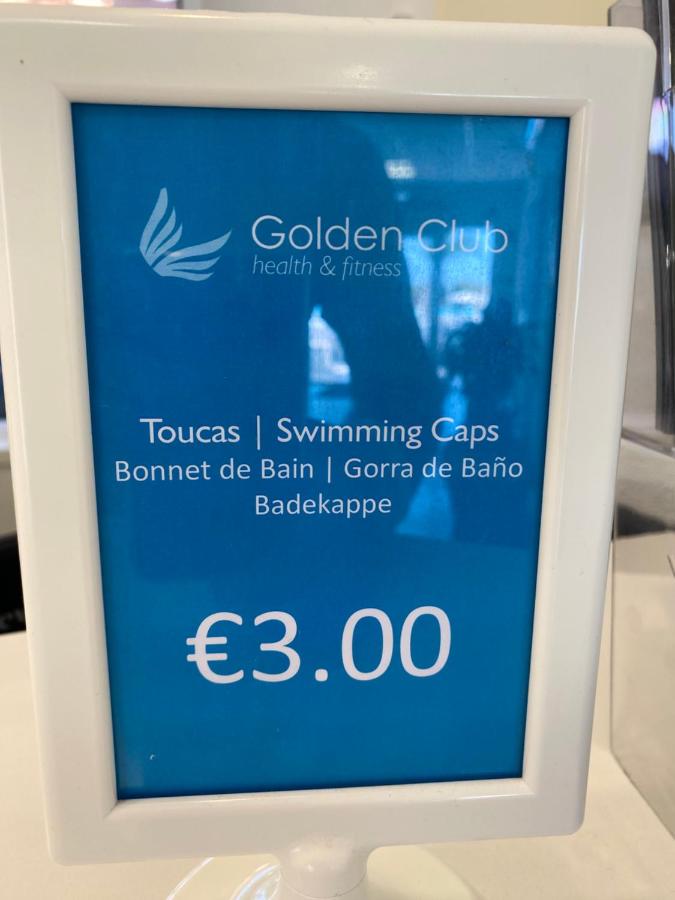 Golden Club
health & fitness
Toucas | Swimming Caps
Bonnet de Bain | Gorra de Baño
Badekappe
€3.00